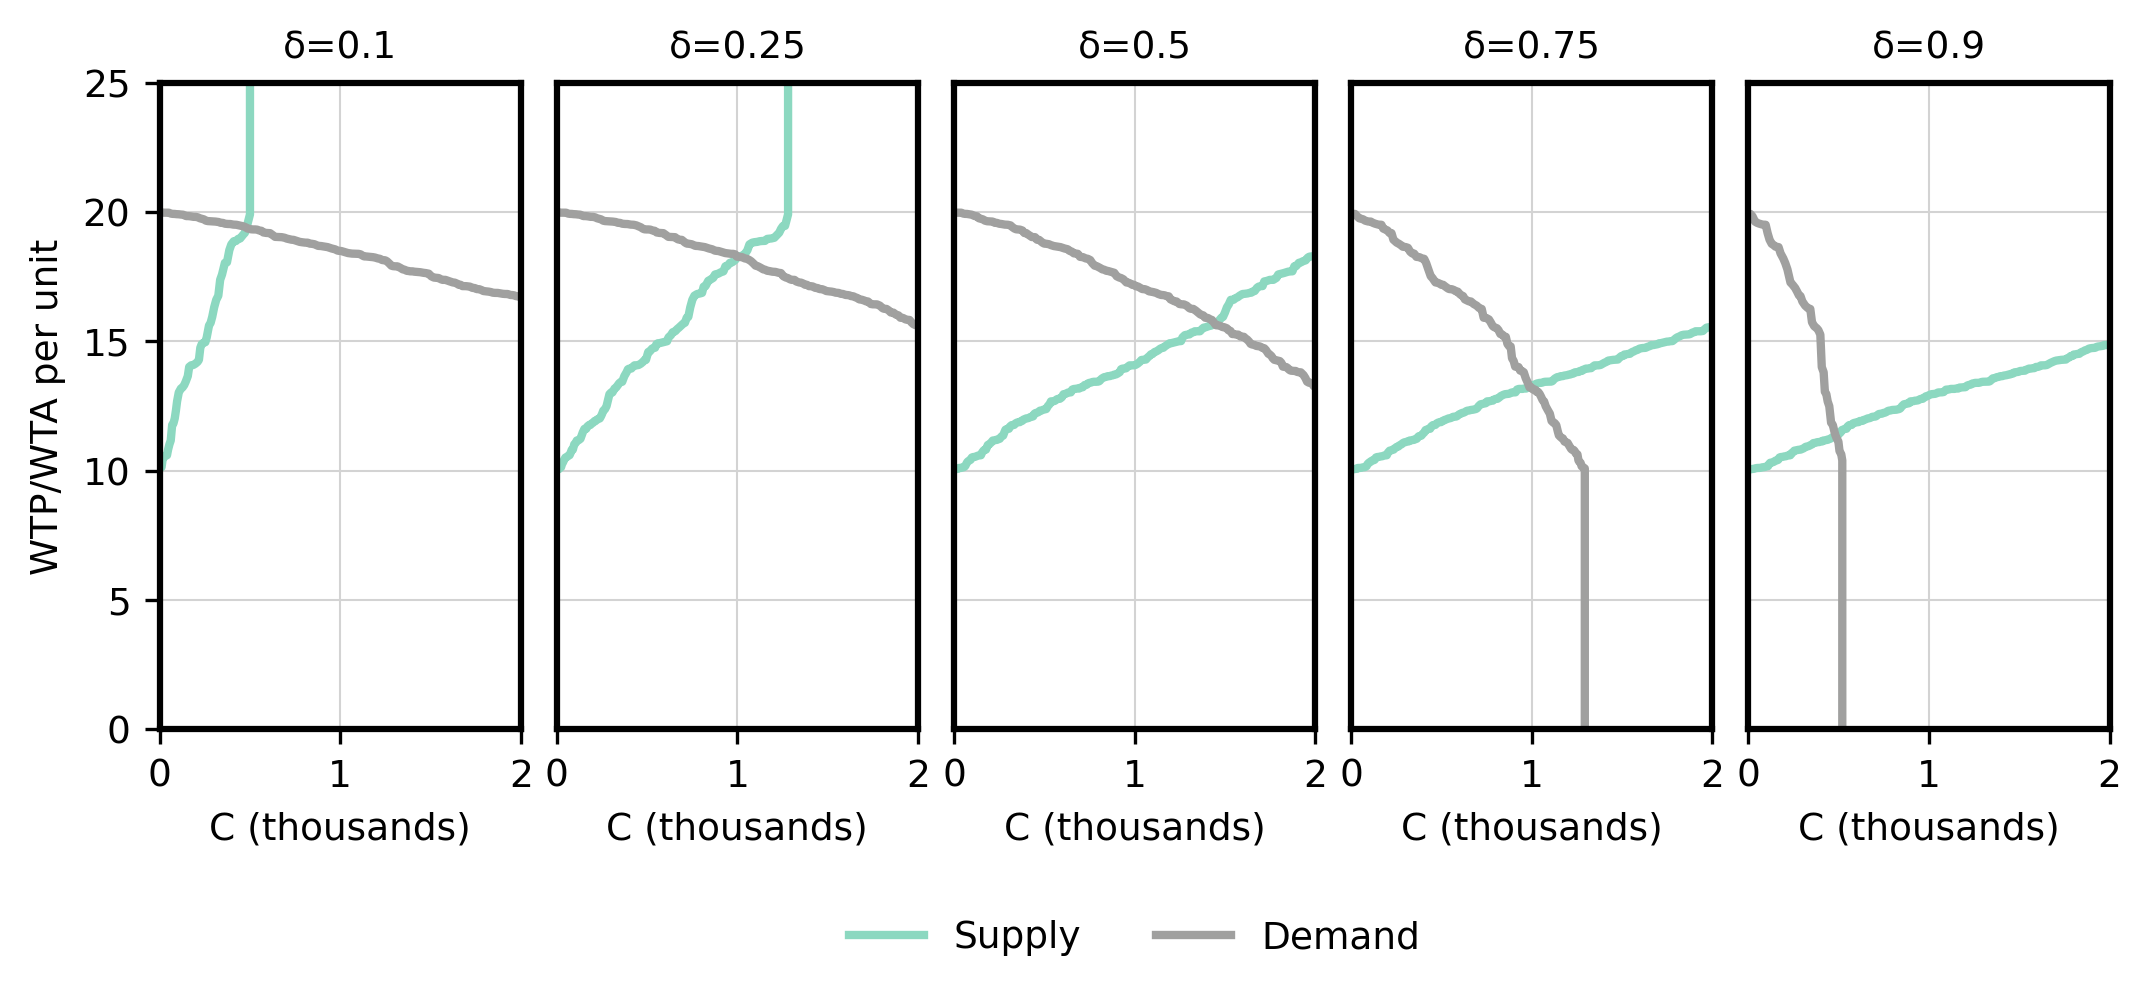 δ=0.1 δ=0.25 δ=0.5 δ=0.75 δ=0.9
WTP/WTA per unit
25
20
15
10
5
0
0 1 2 0 1 2 0 1 2 0 1 2 0 1 2
C (thousands) C (thousands) C (thousands) C (thousands) C (thousands)
Supply Demand